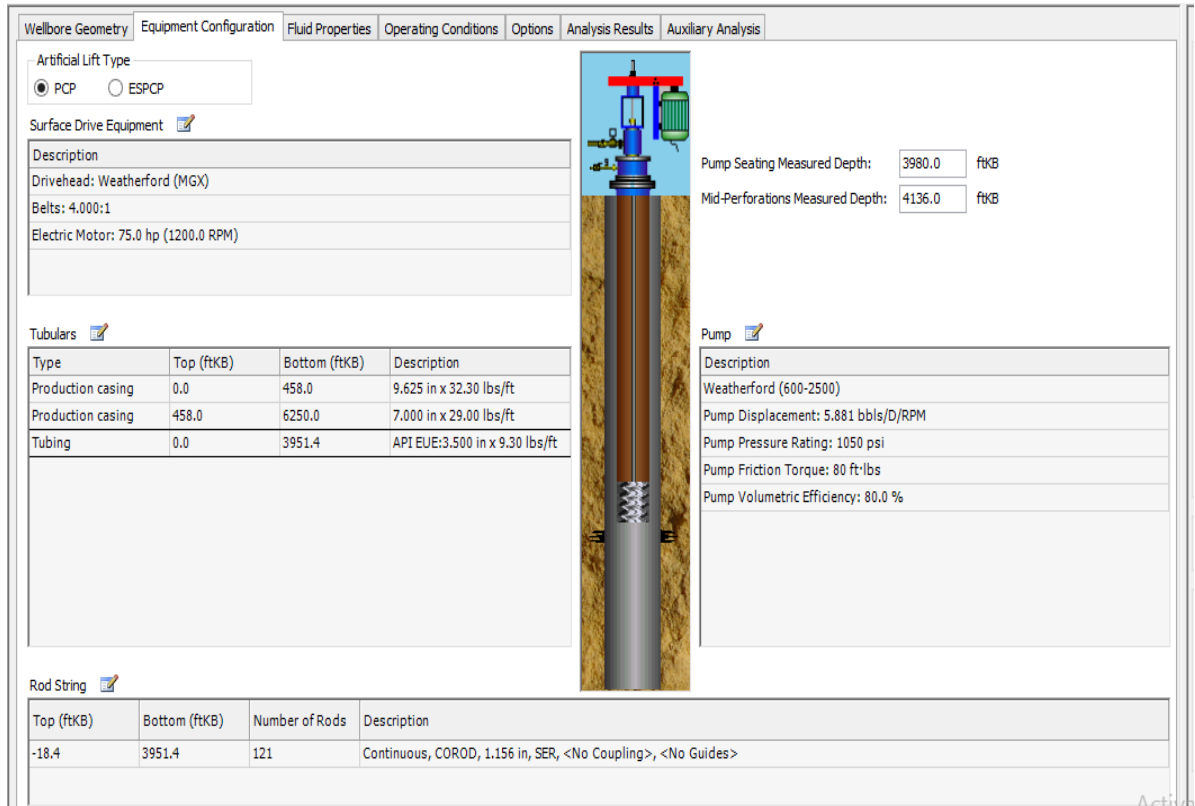 Wellbore Geometry Equipment Configuration Fluid Properties Operating Conditions Options Analysis Results Auxiliary Analysis
Artificial Lift Type
PCP ESPCP
Surface Drive Equipment
Description
Drivehead: Weatherford (MGX)
Belts: 4.000:1
Electric Motor: 75.0 hp (1200.0 RPM)
Pump Seating Measured Depth: 3980.0 ftKB
Mid-Perforations Measured Depth: 4136.0 ftKB
Tubulars
Type Top (ftKB) Bottom (ftKB) Description
Production casing 0.0 458.0 9.625 in x 32.30 lbs/ft
Production casing 458.0 6250.0 7.000 in x 29.00 lbs/ft
Tubing 0.0 3951.4 API EUE:3.500 in x 9.30 lbs/ft
Pump
Description
Weatherford (600-2500)
Pump Displacement: 5.881 bbls/D/RPM
Pump Pressure Rating: 1050 psi
Pump Friction Torque: 80 ft·lbs
Pump Volumetric Efficiency: 80.0 %
Rod String
Top (ftKB) Bottom (ftKB) Number of Rods Description
-18.4 3951.4 121 Continuous, COROD, 1.156 in, SER, <No Coupling>, <No Guides>